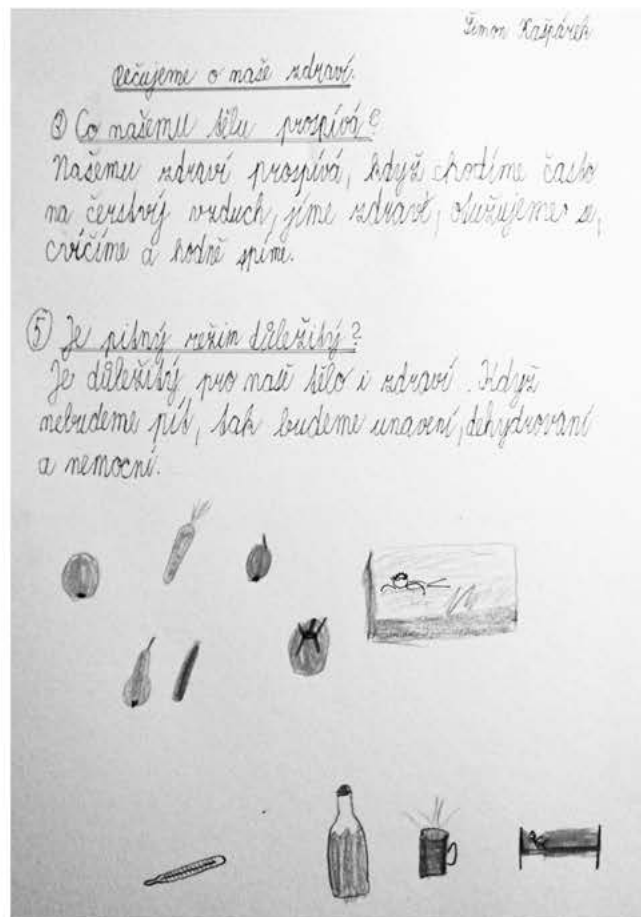 Šimon Kašpárek
Pečujeme o naše zdraví.
③ Co našemu tělu prospívá?
Našemu zdraví prospívá, když chodíme často
na čerstvý vzduch, jíme zdravě, otužujeme se,
cvičíme a hodně spíme.
⑤ Je pitný režim důležitý?
Je důležitý pro naše tělo i zdraví. Když
nebudeme pít, tak budeme unavení, dehydrovaní
a nemocní.